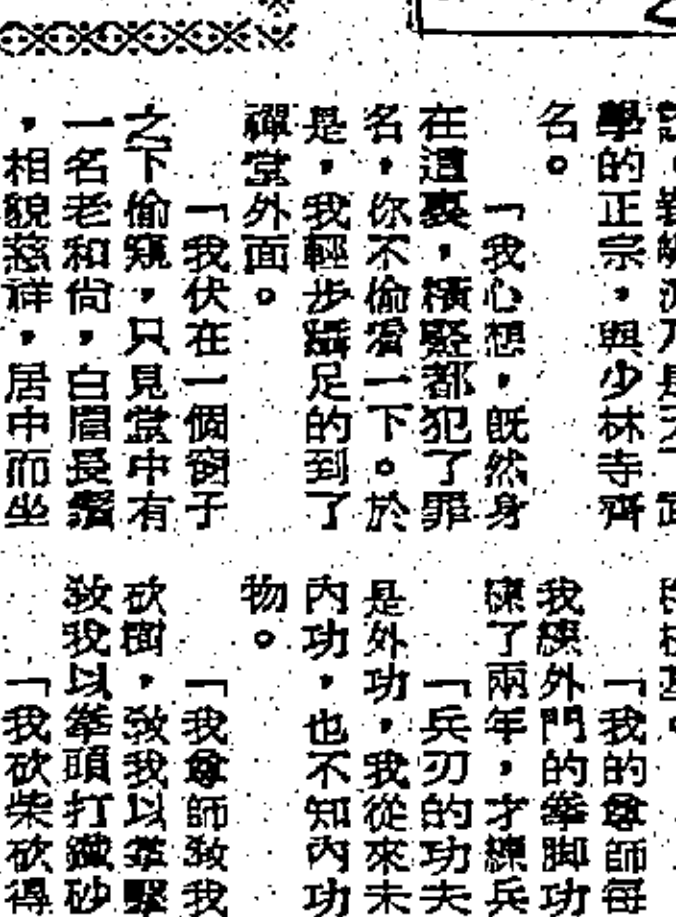 學的正宗,與少林寺齊
名。
「我心想,既然身
在這裏,橫竪都犯了罪
名,你不偷看一下。於
是,我輕步躡足的到了
禪堂外面。
「我伏在一個窗子
之下偷窺,只見堂中有
一名老和尚,白眉長鬚
,相貌慈祥,居中而坐
「我的尊師每
我練外門的拳脚功
練了兩年,才練兵
「兵刃的功夫
是外功,我從來未
內功,也不知內功
物。
「我尊師教我
砍樹,教我以掌擊
教我以拳頭打鐵砂
「我砍柴砍得